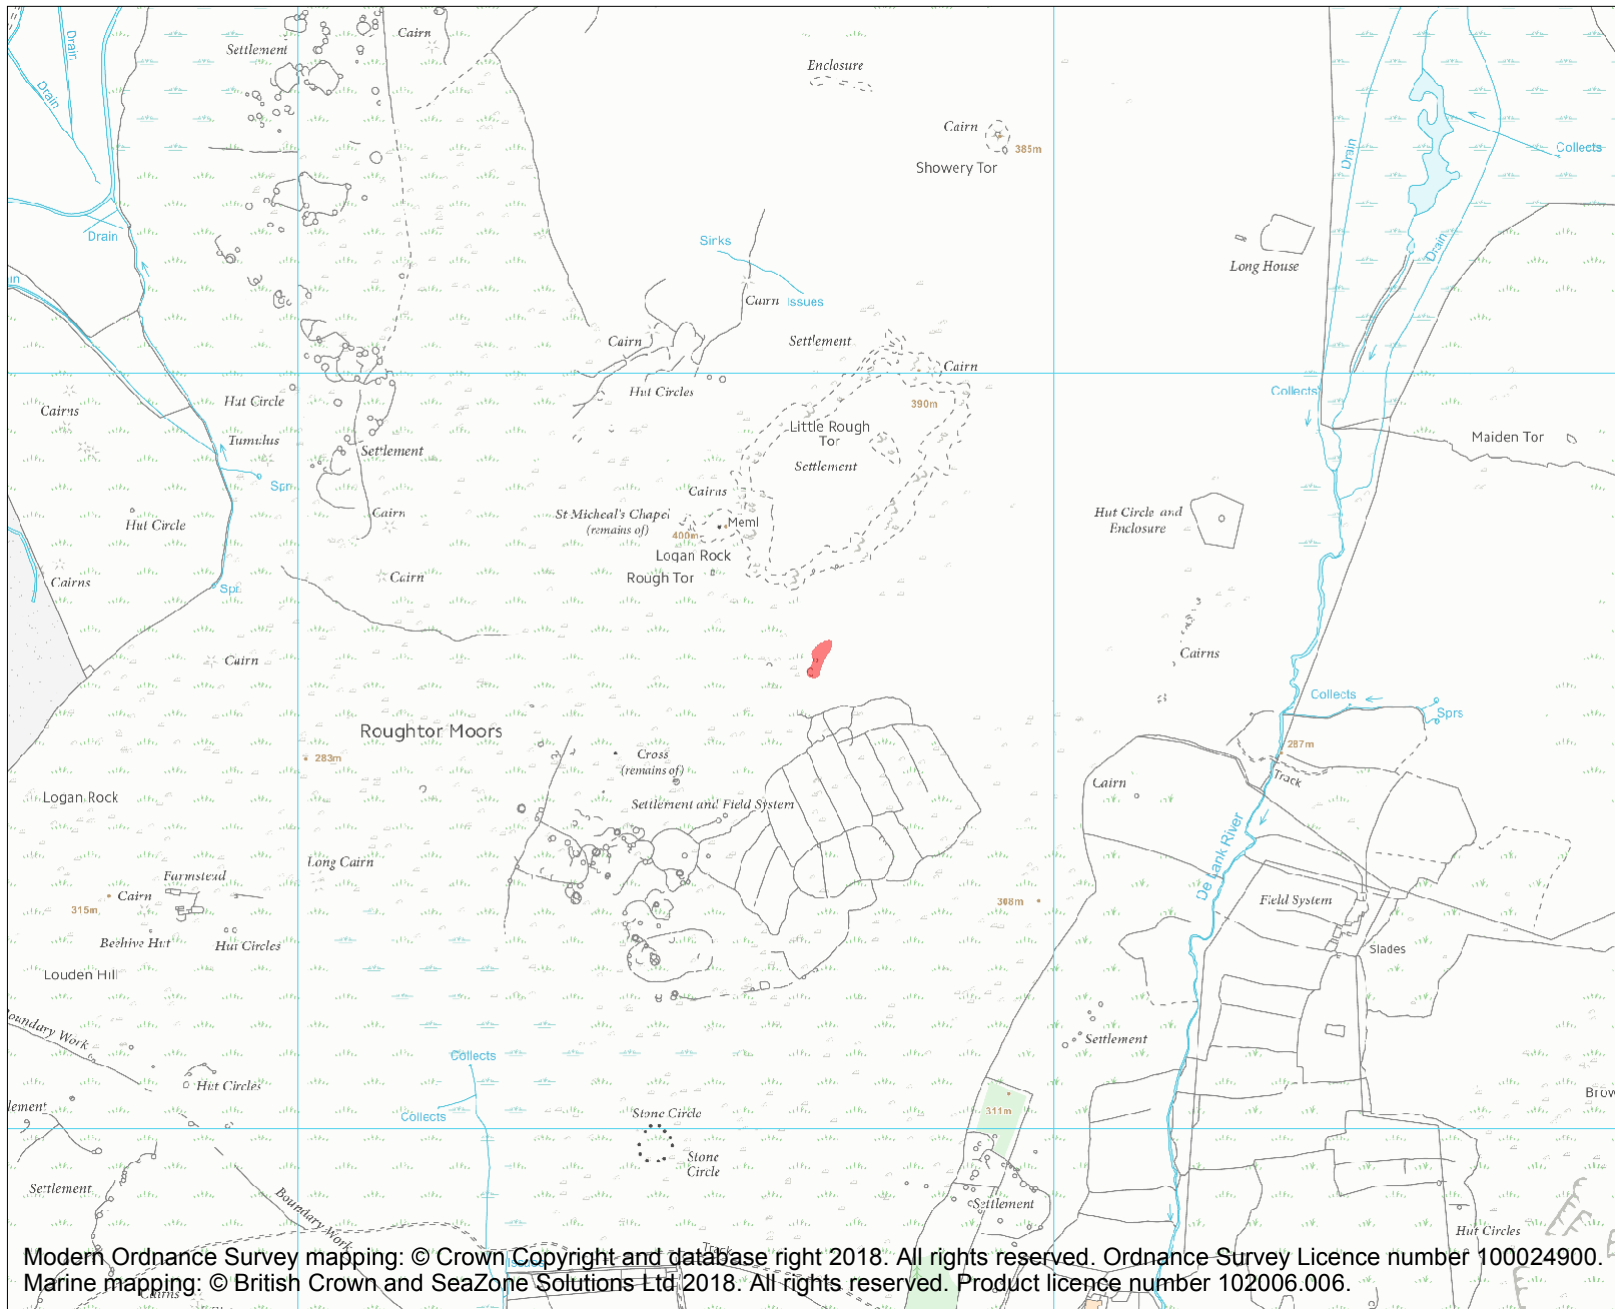 Drain
Cairn
Settlement
Enclosure
Drain
Cairn
385m
Collects
Drain
Showery Tor
Drain
Sirks
Drain
Long House
in
Cairn
Issues
Cairn
Settlement
Cairn
Collects
Hut Circles
Hut Circle
390m
Cairns
Little Rough
Tor
Maiden Tor
Tumulus
Settlement
Settlement
Spr
Cairns
Cairn
St Micheal's Chapel
(remains of)
Meml
Hut Circle and
Enclosure
Hut Circle
400m
Logan Rock
Rough Tor
Cairn
Cairns
Spr
Cairns
Cairn
Collects
Sprs
Roughtor Moors
287m
Cross
(remains of)
283m
Track
Cairn
Logan Rock
Settlement and Field System
De Lank River
Long Cairn
Farmstead
Cairn
315m
308m
Field System
Beehive Hut
Hut Circles
Slades
Louden Hill
Boundary Work
Settlement
Collects
Hut Circles
Brow
lement
Collects
Stone Circle
311m
Stone
Circle
Settlement
Boundary Work
Settlement
Hut Circles
Track
Issues
Modern Ordnance Survey mapping: © Crown Copyright and database right 2018. All rights reserved. Ordnance Survey Licence number 100024900.
Marine mapping: © British Crown and SeaZone Solutions Ltd 2018. All rights reserved. Product licence number 102006.006.
Cairns